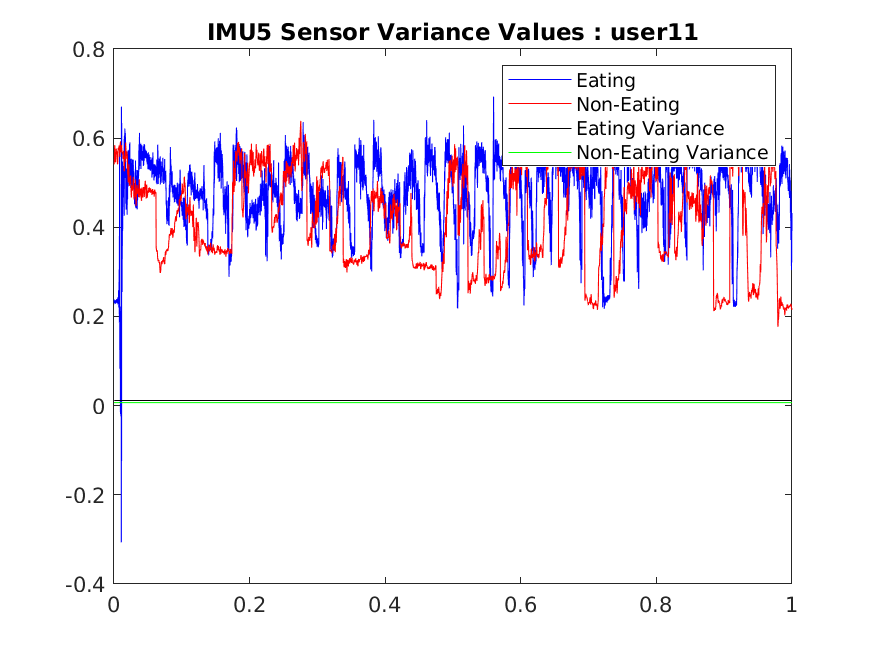 IMU5 Sensor Variance Values : user11
Eating
Non-Eating
Eating Variance
Non-Eating Variance
0.8
0.6
0.4
0.2
0
-0.2
-0.4
0 0.2 0.4 0.6 0.8 1